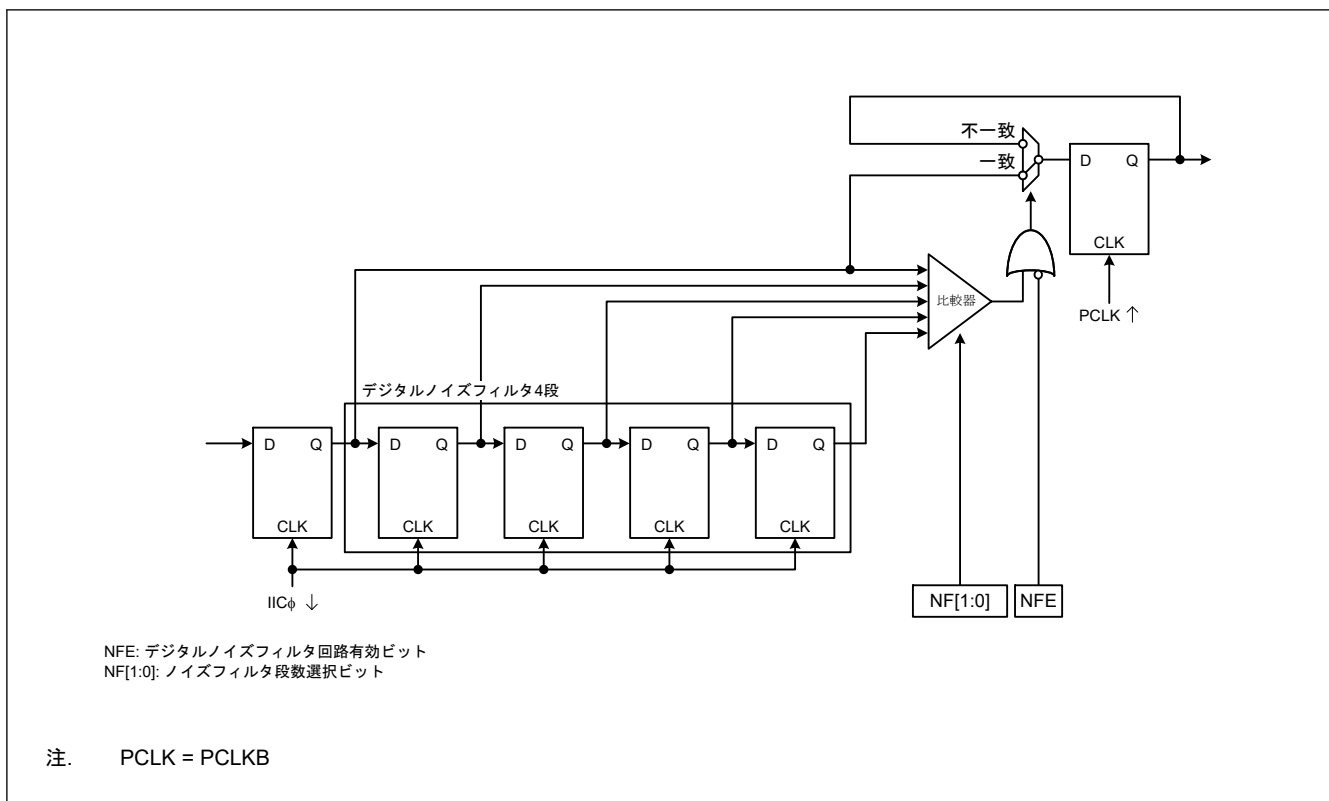 不一致
一致
D Q
CLK
PCLK ↑
比較器
デジタルノイズフィルタ4段
D Q
CLK
D Q
CLK
D Q
CLK
D Q
CLK
D Q
CLK
IICφ ↓
NF[1:0]
NFE
NFE: デジタルノイズフィルタ回路有効ビット
NF[1:0]: ノイズフィルタ段数選択ビット
注. PCLK = PCLKB